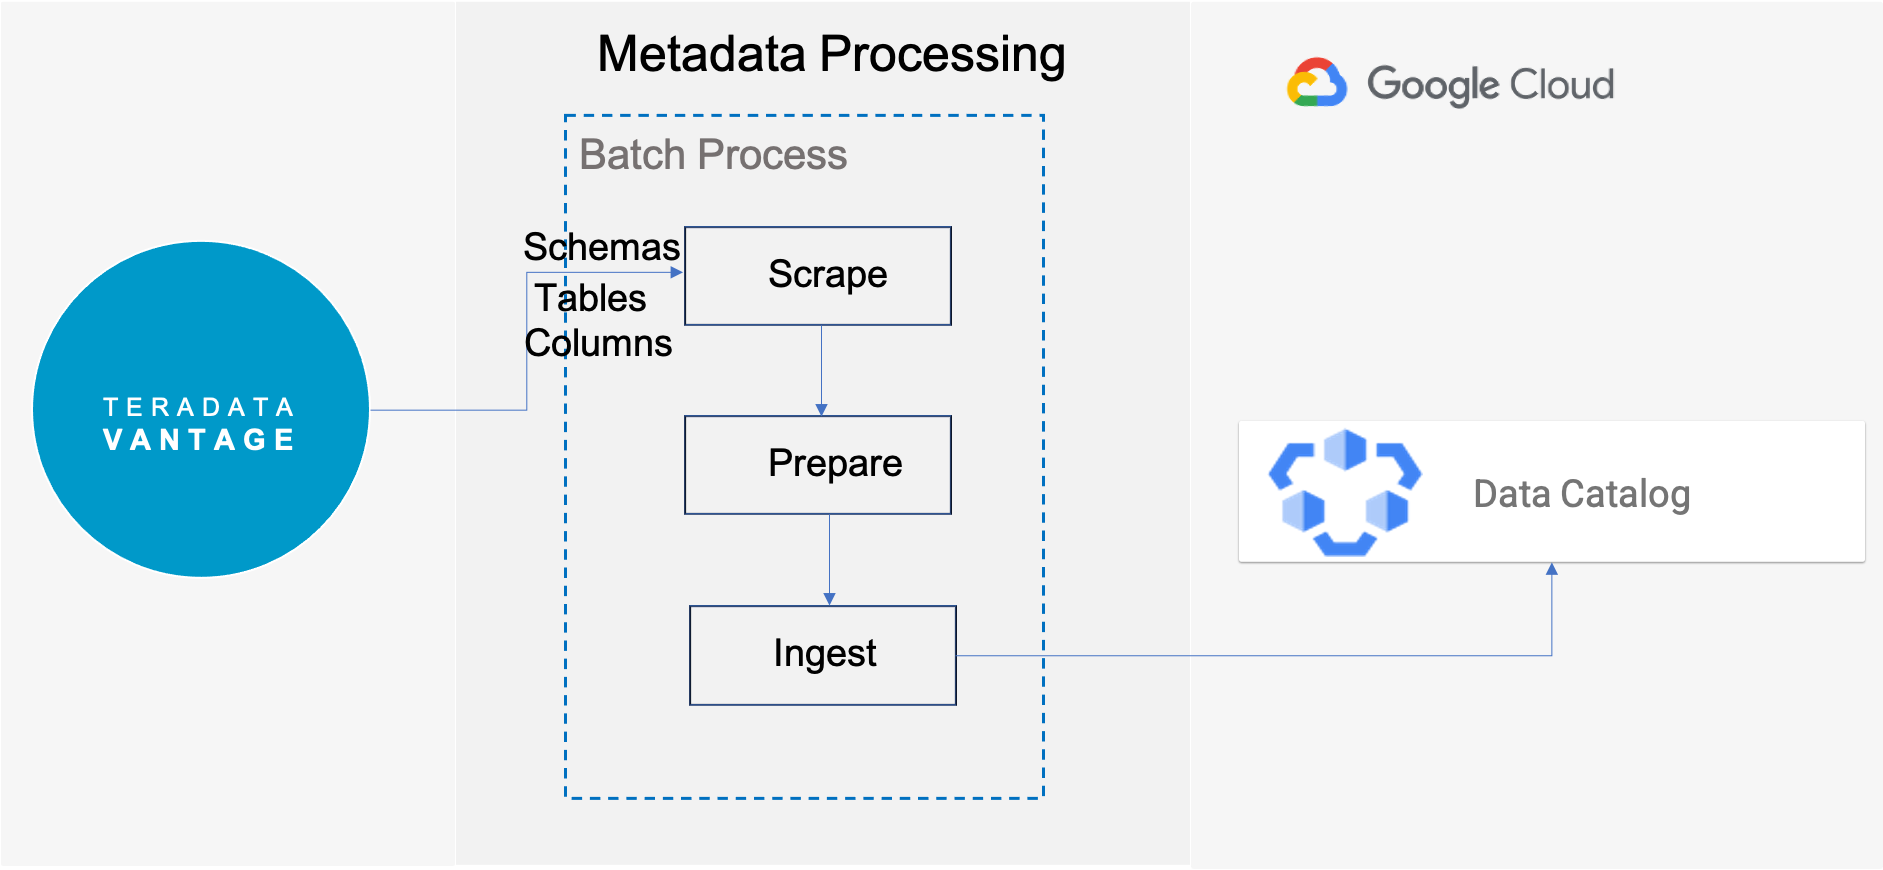 Metadata Processing
Google Cloud
Batch Process
Schemas
Tables
Columns
Scrape
TERADATA
VANTAGE
Prepare
Data Catalog
Ingest